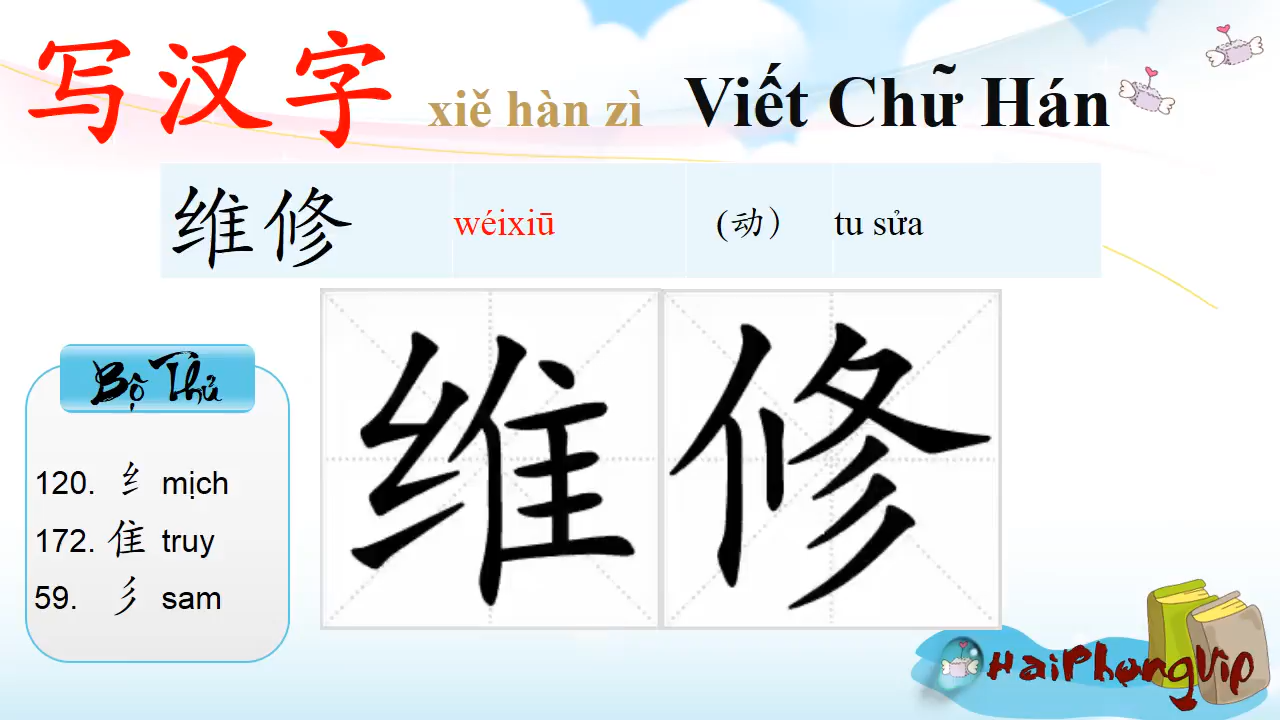 写汉字 xiě hàn zì Viết Chữ Hán
维修 wéixiū (动） tu sửa
维修
Bộ Thủ
120. 纟 mịch
172. 隹 truy
59. 彡 sam
HaiPhongVip